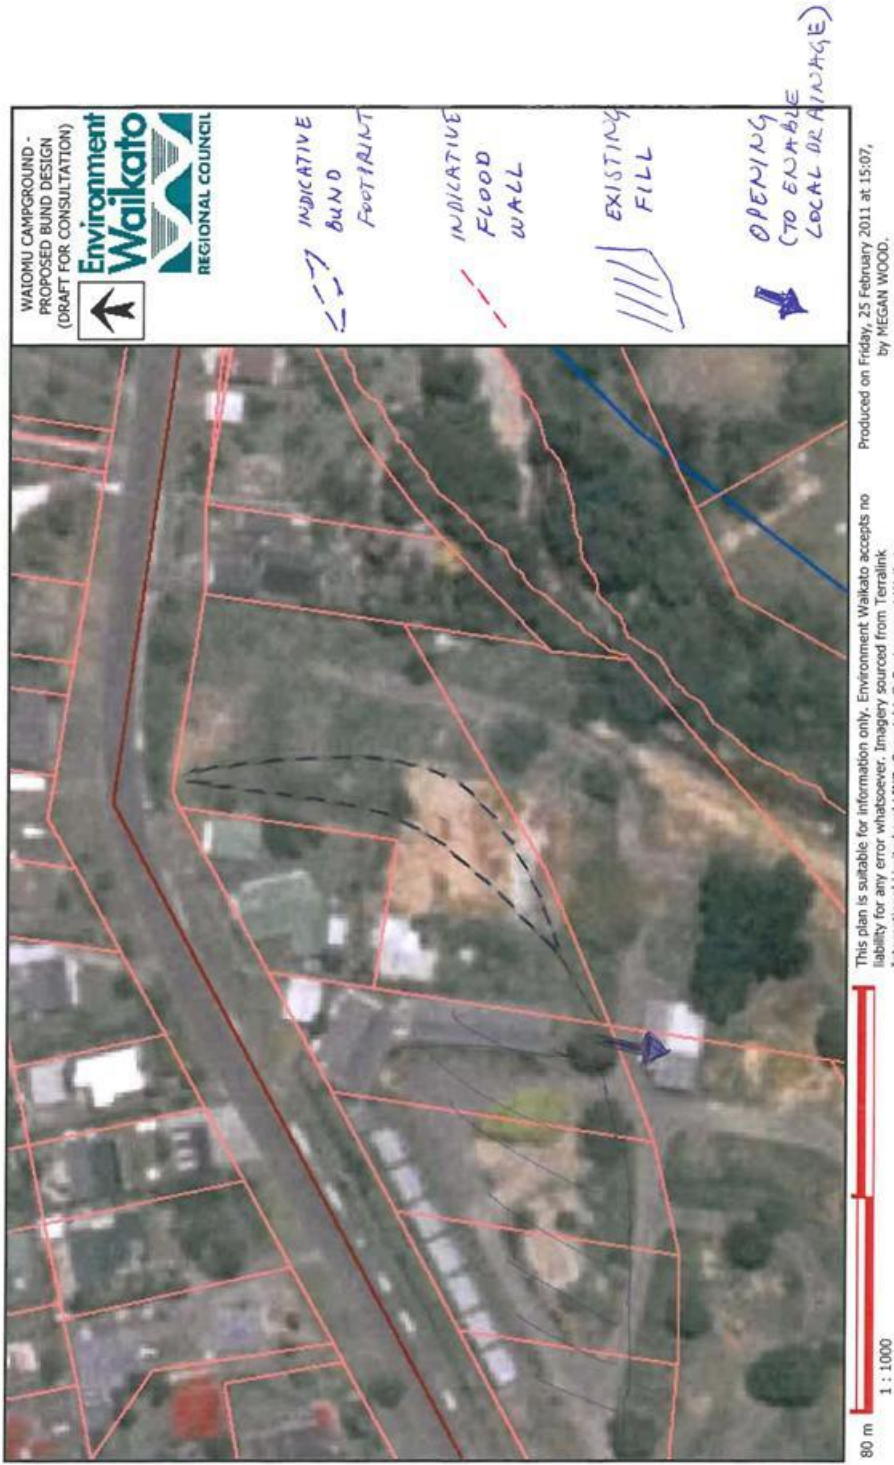 WAIOMU CAMPGROUND -
PROPOSED BUND DESIGN
(DRAFT FOR CONSULTATION)
Environment
Waikato
REGIONAL COUNCIL
INDICATIVE
BUND
FOOTPRINT
INDICATIVE
FLOOD
WALL
EXISTING
FILL
OPENING
(TO ENABLE
LOCAL DRAINAGE)
80 m
1 : 1000
This plan is suitable for information only. Environment Waikato accepts no
liability for any error whatsoever. Imagery sourced from Terralink
Produced on Friday, 25 February 2011 at 15:07,
by MEGAN WOOD.